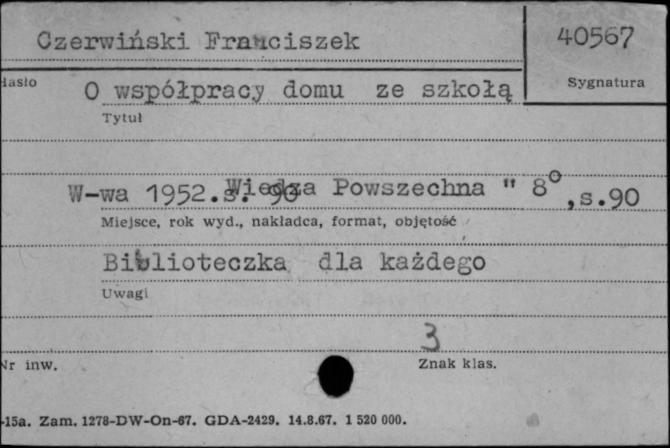 Czerwiński Franciszek
40567
Hasło
Sygnatura
O współpracy domu ze szkołą
Tytuł
W-wa 1952. s. 90 Wiedza Powszechna " 8°, s.90
Miejsce, rok wyd., nakładca, format, objętość
Biblioteczka dla każdego
Uwagi
3
Nr inw.
Znak klas.
-15a. Zam. 1278-DW-On-67. GDA-2429. 14.8.67. 1 520 000.